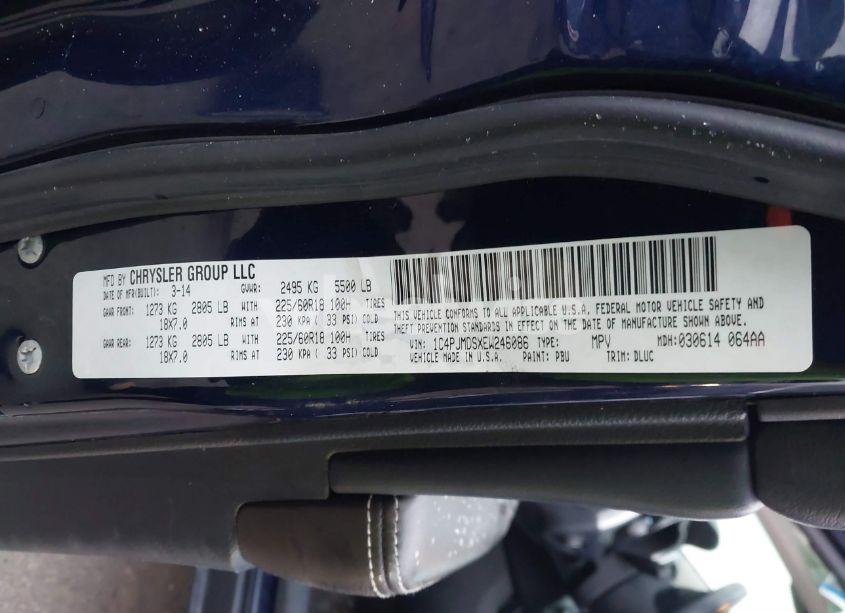 MFD BY CHRYSLER GROUP LLC
DATE OF MFR(BUILT): 3-14 GVWR: 2495 KG 5500 LB
GAWR FRONT: 1273 KG 2805 LB WITH 225/60R18 100H TIRES
18X7.0 RIMS AT 230 KPA ( 33 PSI) COLD
GAWR REAR: 1273 KG 2805 LB WITH 225/60R18 100H TIRES
18X7.0 RIMS AT 230 KPA ( 33 PSI) COLD
THIS VEHICLE CONFORMS TO ALL APPLICABLE U.S.A. FEDERAL MOTOR VEHICLE SAFETY AND
THEFT PREVENTION STANDARDS IN EFFECT ON THE DATE OF MANUFACTURE SHOWN ABOVE.
VIN: 1C4PJMDSXEW246086 TYPE: MPV MDH:030614 064AA
VEHICLE MADE IN U.S.A. PAINT: PBU TRIM: DLUC